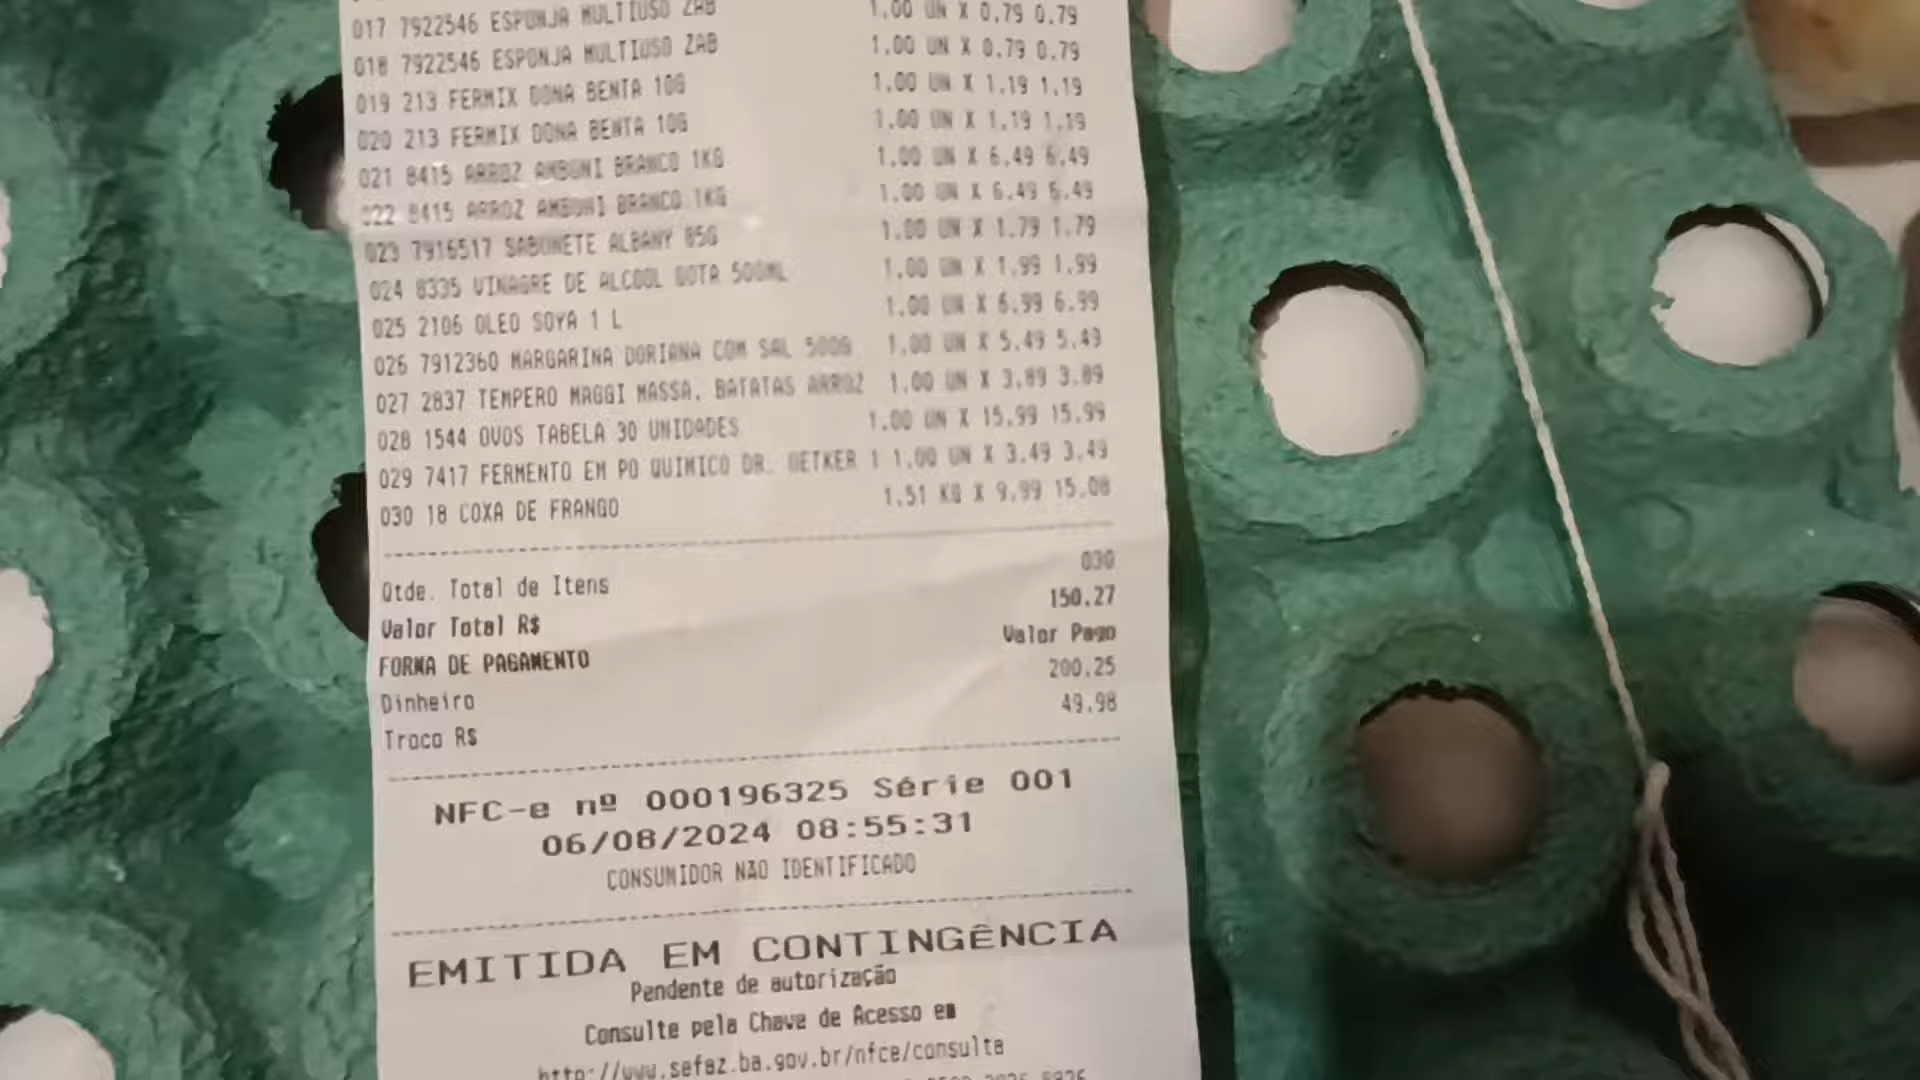 017 7922546 ESPONJA MULTIUSO ZAB 1.00 UN X 0.79 0.79
018 7922546 ESPONJA MULTIUSO ZAB 1.00 UN X 0.79 0.79
019 213 FERMIX DONA BENTA 10G 1.00 UN X 1.19 1.19
020 213 FERMIX DONA BENTA 10G 1.00 UN X 1.19 1.19
021 8415 ARROZ AMBONI BRANCO 1KG 1.00 UN X 6.49 6.49
022 8415 ARROZ AMBONI BRANCO 1KG 1.00 UN X 6.49 6.49
023 7916517 SABONETE ALBANY 85G 1.00 UN X 1.79 1.79
024 8335 VINAGRE DE ALCOOL GOTA 500ML 1.00 UN X 1.99 1.99
025 2106 OLEO SOYA 1 L 1.00 UN X 6.99 6.99
026 7912360 MARGARINA DORIANA COM SAL 500G 1.00 UN X 5.49 5.49
027 2837 TEMPERO MAGGI MASSA, BATATAS ARROZ 1.00 UN X 3.89 3.89
028 1544 OVOS TABELA 30 UNIDADES 1.00 UN X 15.99 15.99
029 7417 FERMENTO EM PO QUIMICO DR. OETKER 1 1.00 UN X 3.49 3.49
030 18 COXA DE FRANGO 1.51 KG X 9.99 15.08
Qtde. Total de Itens 030
Valor Total R$ 150,27
FORMA DE PAGAMENTO Valor Pago
Dinheiro 200,25
Troco R$ 49,98
NFC-e nº 000196325 Série 001
06/08/2024 08:55:31
CONSUMIDOR NÃO IDENTIFICADO
EMITIDA EM CONTINGÊNCIA
Pendente de autorização
Consulte pela Chave de Acesso em
http://www.sefaz.ba.gov.br/nfce/consulta